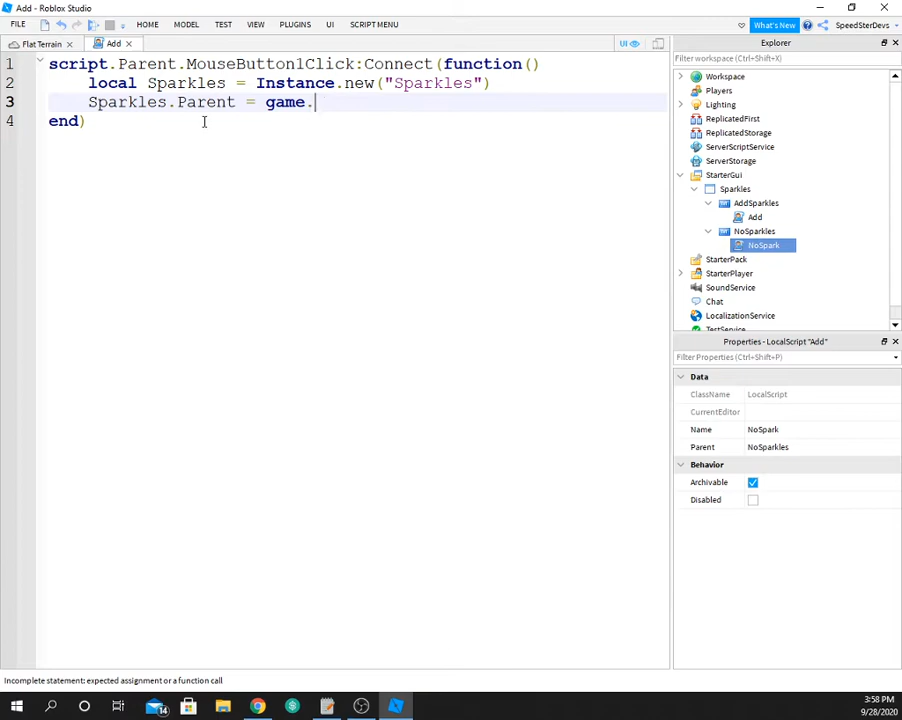 Add - Roblox Studio
FILE HOME MODEL TEST VIEW PLUGINS UI SCRIPT MENU What's New SpeedSterDevs
Flat Terrain Add UI
1 script.Parent.MouseButton1Click:Connect(function()
2 local Sparkles = Instance.new("Sparkles")
3 Sparkles.Parent = game.
4 end)
Explorer
Filter workspace (Ctrl+Shift+X)
Workspace
Players
Lighting
ReplicatedFirst
ReplicatedStorage
ServerScriptService
ServerStorage
StarterGui
Sparkles
AddSparkles
Add
NoSparkles
NoSpark
StarterPack
StarterPlayer
SoundService
Chat
LocalizationService
TestService
Properties - LocalScript "Add"
Filter Properties (Ctrl+Shift+P)
Data
ClassName LocalScript
CurrentEditor
Name NoSpark
Parent NoSparkles
Behavior
Archivable
Disabled
Incomplete statement: expected assignment or a function call
14
3:58 PM
9/28/2020